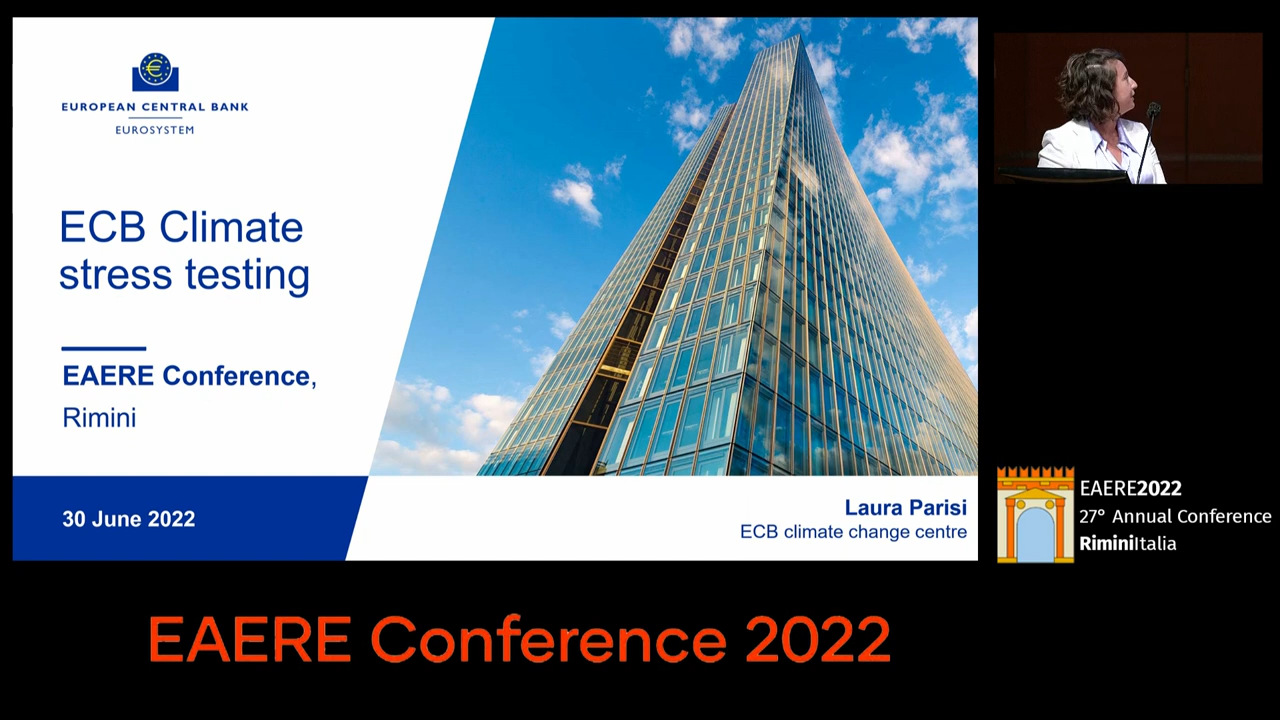 EUROPEAN CENTRAL BANK
EUROSYSTEM
ECB Climate
stress testing
EAERE Conference,
Rimini
30 June 2022
Laura Parisi
ECB climate change centre
EAERE2022
27° Annual Conference
RiminiItalia
EAERE Conference 2022